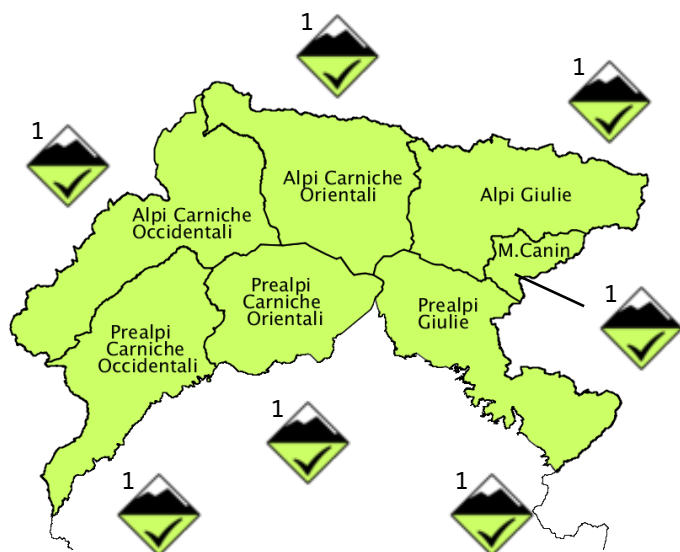 1
1
1
Alpi Carniche
Orientali
Alpi Giulie
Alpi Carniche
Occidentali
M.Canin
Prealpi
Carniche
Orientali
Prealpi
Giulie
1
Prealpi
Carniche
Occidentali
1
1
1